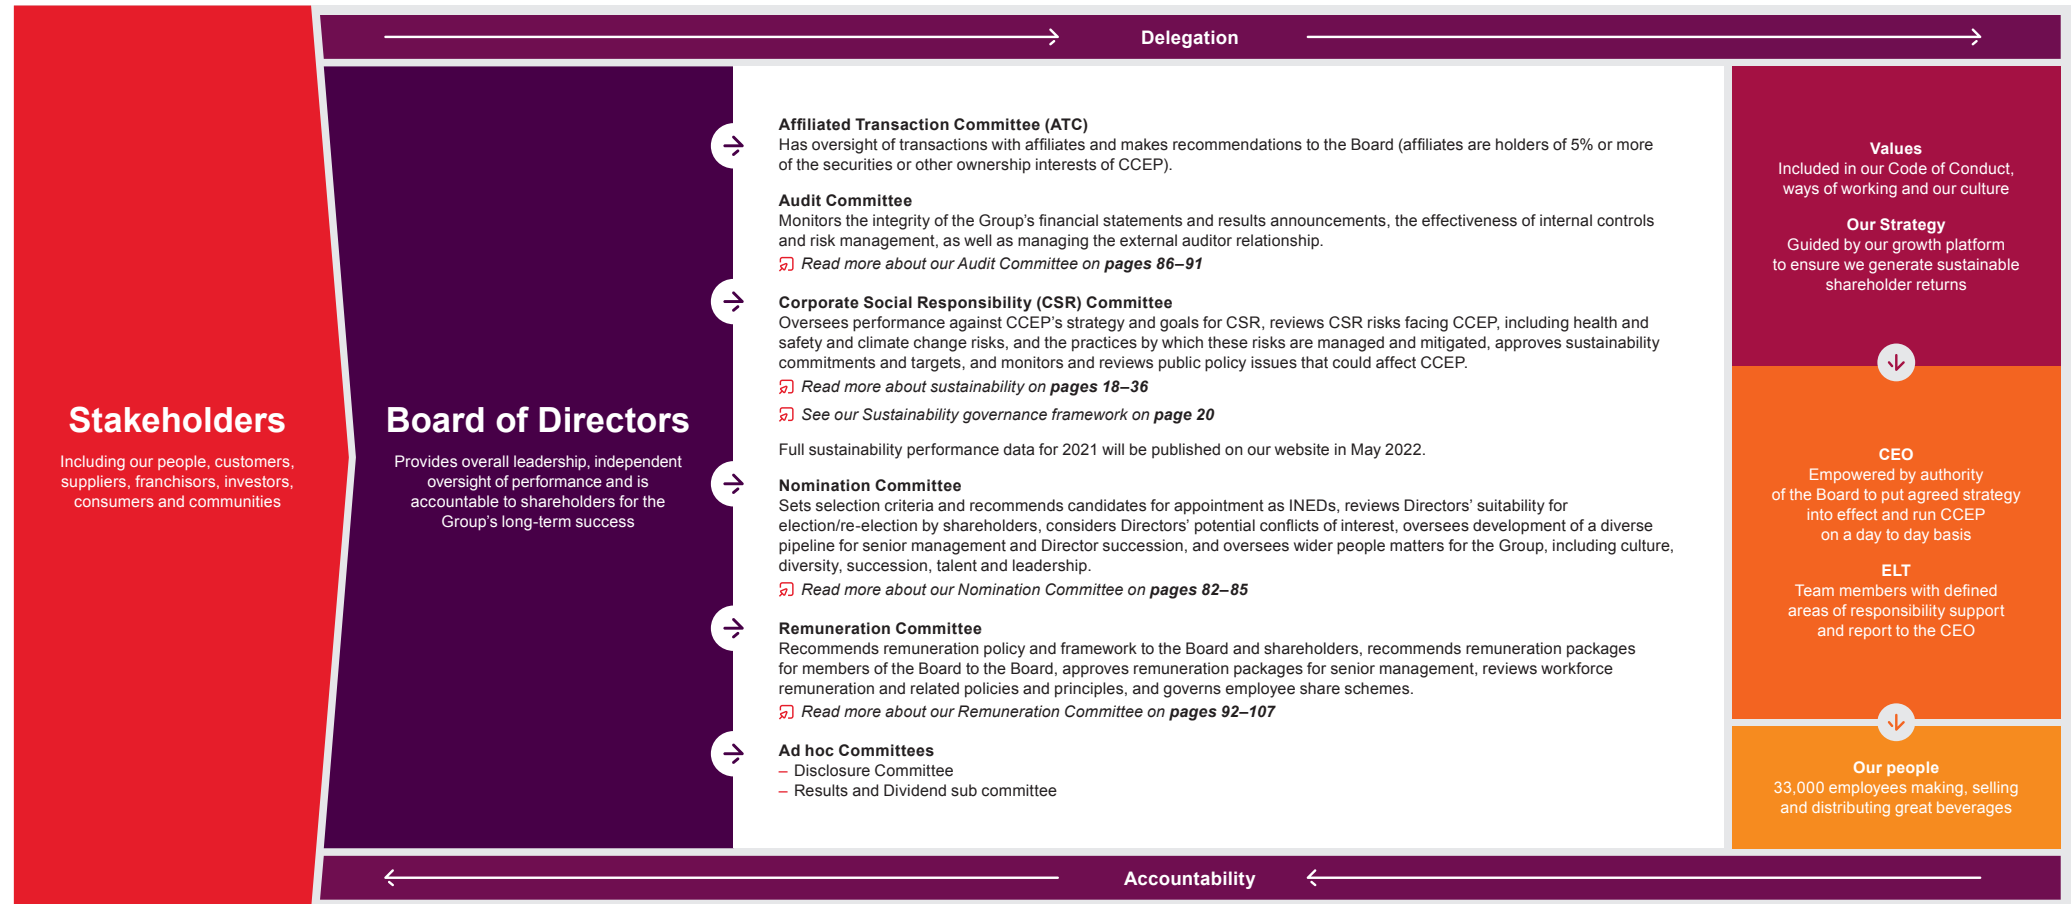 Delegation
Stakeholders
Including our people, customers,
suppliers, franchisors, investors,
consumers and communities
Board of Directors
Provides overall leadership, independent
oversight of performance and is
accountable to shareholders for the
Group's long-term success
Affiliated Transaction Committee (ATC)
Has oversight of transactions with affiliates and makes recommendations to the Board (affiliates are holders of 5% or more
of the securities or other ownership interests of CCEP).
Audit Committee
Monitors the integrity of the Group's financial statements and results announcements, the effectiveness of internal controls
and risk management, as well as managing the external auditor relationship.
Read more about our Audit Committee on pages 86–91
Corporate Social Responsibility (CSR) Committee
Oversees performance against CCEP's strategy and goals for CSR, reviews CSR risks facing CCEP, including health and
safety and climate change risks, and the practices by which these risks are managed and mitigated, approves sustainability
commitments and targets, and monitors and reviews public policy issues that could affect CCEP.
Read more about sustainability on pages 18–36
See our Sustainability governance framework on page 20
Full sustainability performance data for 2021 will be published on our website in May 2022.
Nomination Committee
Sets selection criteria and recommends candidates for appointment as INEDs, reviews Directors' suitability for
election/re-election by shareholders, considers Directors' potential conflicts of interest, oversees development of a diverse
pipeline for senior management and Director succession, and oversees wider people matters for the Group, including culture,
diversity, succession, talent and leadership.
Read more about our Nomination Committee on pages 82–85
Remuneration Committee
Recommends remuneration policy and framework to the Board and shareholders, recommends remuneration packages
for members of the Board to the Board, approves remuneration packages for senior management, reviews workforce
remuneration and related policies and principles, and governs employee share schemes.
Read more about our Remuneration Committee on pages 92–107
Ad hoc Committees
– Disclosure Committee
– Results and Dividend sub committee
Values
Included in our Code of Conduct,
ways of working and our culture
Our Strategy
Guided by our growth platform
to ensure we generate sustainable
shareholder returns
CEO
Empowered by authority
of the Board to put agreed strategy
into effect and run CCEP
on a day to day basis
ELT
Team members with defined
areas of responsibility support
and report to the CEO
Our people
33,000 employees making, selling
and distributing great beverages
Accountability